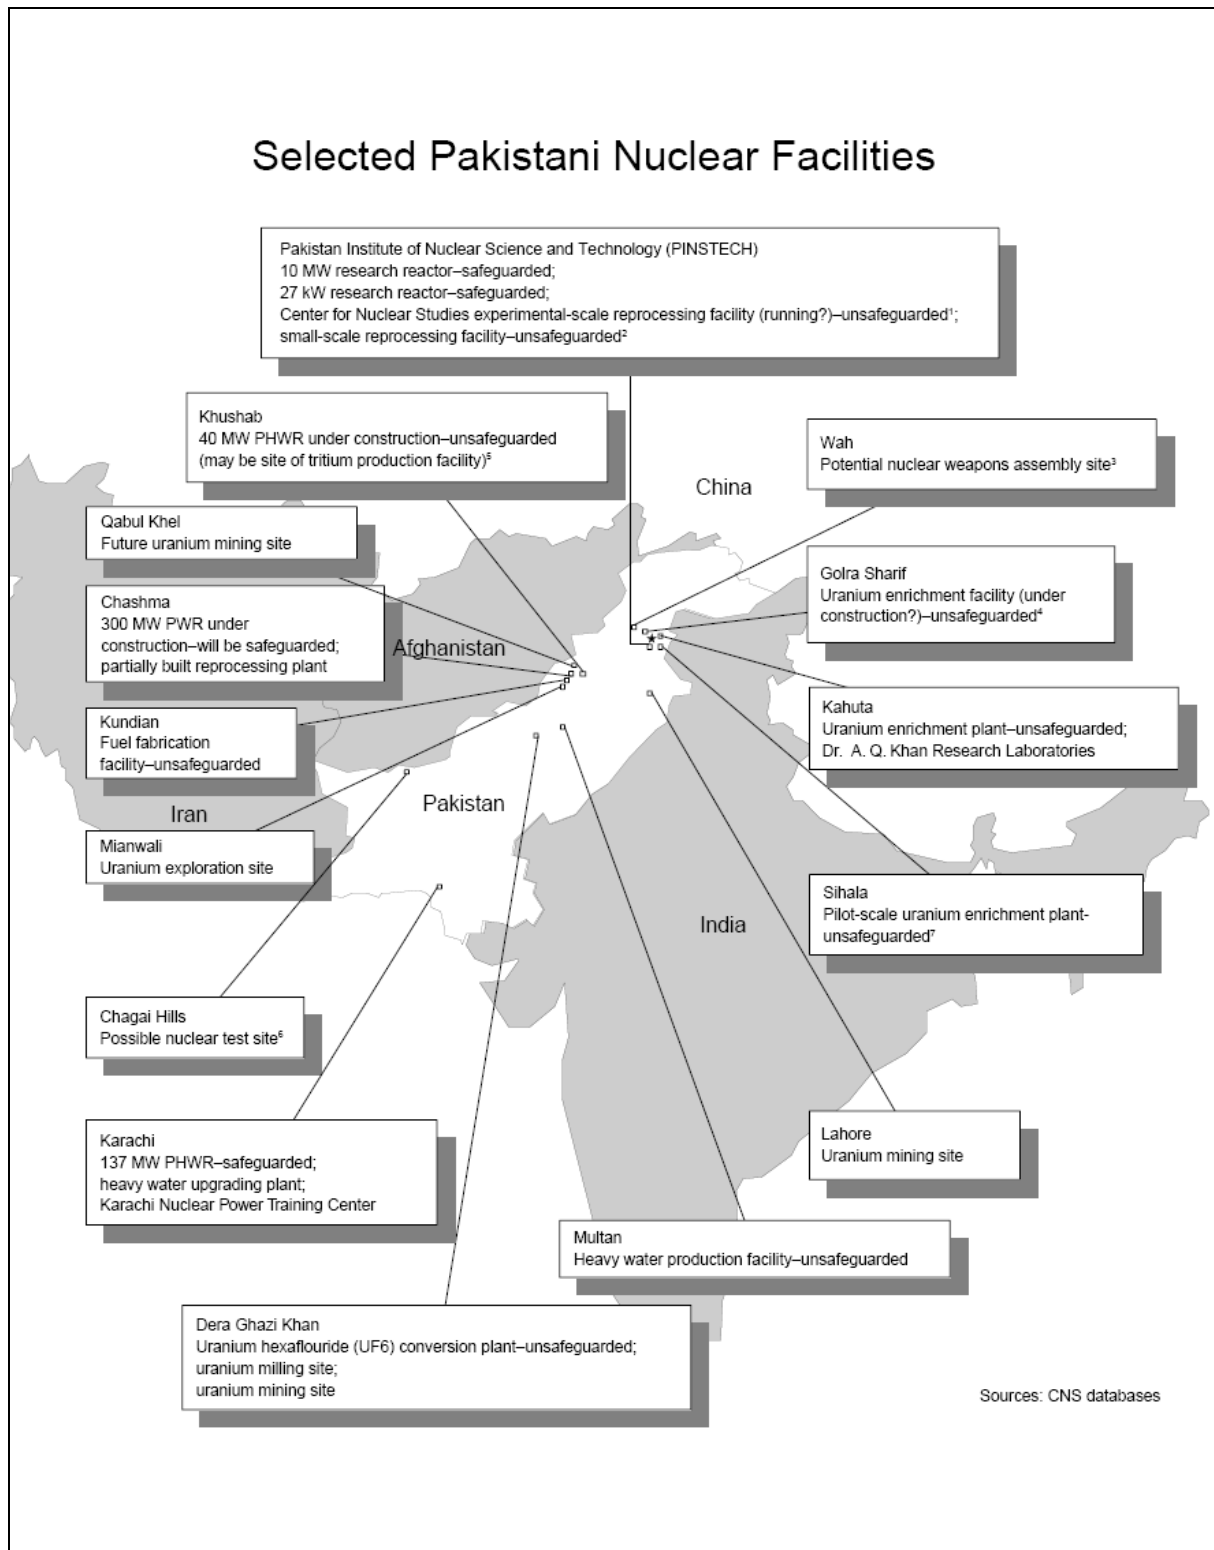 Selected Pakistani Nuclear Facilities
Pakistan Institute of Nuclear Science and Technology (PINSTECH)
10 MW research reactor–safeguarded;
27 kW research reactor–safeguarded;
Center for Nuclear Studies experimental-scale reprocessing facility (running?)–unsafeguarded¹;
small-scale reprocessing facility–unsafeguarded²
Khushab
40 MW PHWR under construction–unsafeguarded
(may be site of tritium production facility)⁵
Wah
Potential nuclear weapons assembly site³
China
Qabul Khel
Future uranium mining site
Golra Sharif
Uranium enrichment facility (under
construction?)–unsafeguarded⁴
Chashma
300 MW PWR under
construction–will be safeguarded;
partially built reprocessing plant
Afghanistan
Kundian
Fuel fabrication
facility–unsafeguarded
Kahuta
Uranium enrichment plant–unsafeguarded;
Dr. A. Q. Khan Research Laboratories
Iran
Pakistan
Mianwali
Uranium exploration site
Sihala
Pilot-scale uranium enrichment plant-
unsafeguarded⁷
India
Chagai Hills
Possible nuclear test site⁶
Karachi
137 MW PHWR–safeguarded;
heavy water upgrading plant;
Karachi Nuclear Power Training Center
Lahore
Uranium mining site
Multan
Heavy water production facility–unsafeguarded
Dera Ghazi Khan
Uranium hexaflouride (UF6) conversion plant–unsafeguarded;
uranium milling site;
uranium mining site
Sources: CNS databases